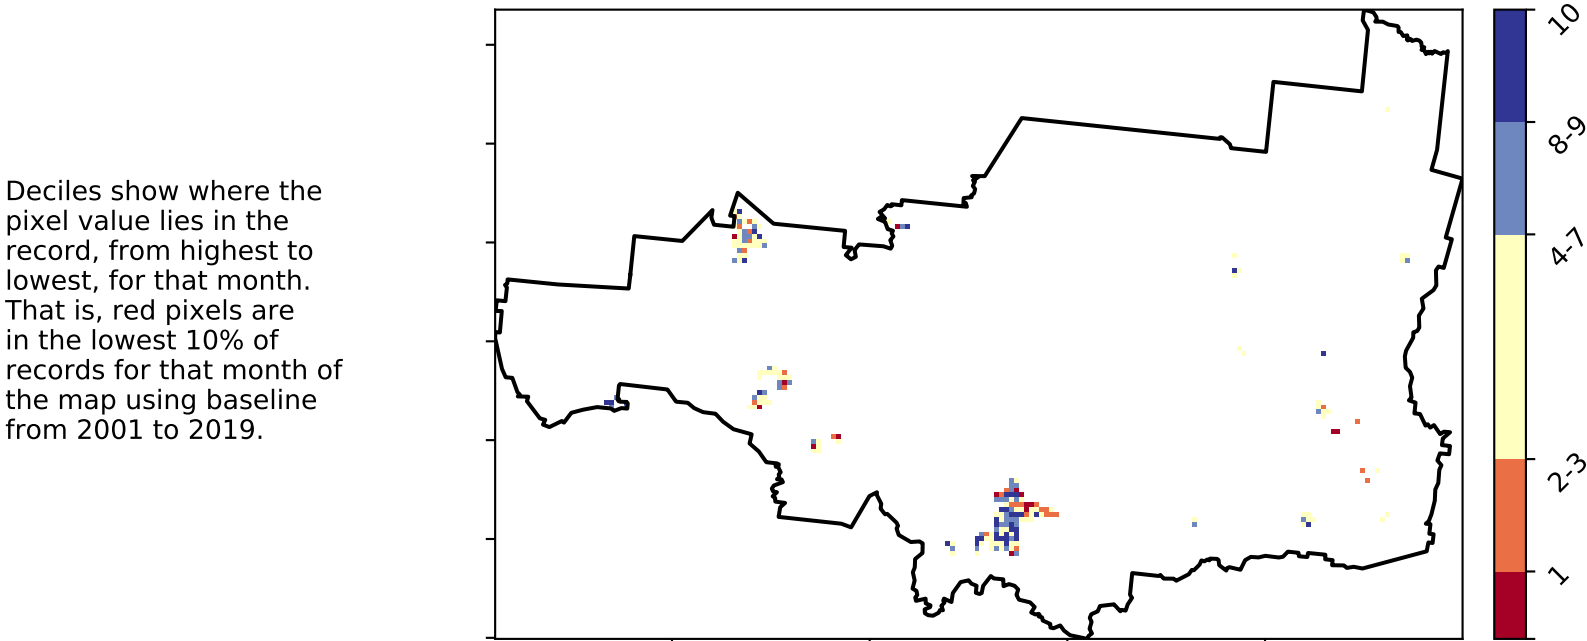 Deciles show where the
pixel value lies in the
record, from highest to
lowest, for that month.
That is, red pixels are
in the lowest 10% of
records for that month of
the map using baseline
from 2001 to 2019.
10
8-9
4-7
2-3
1